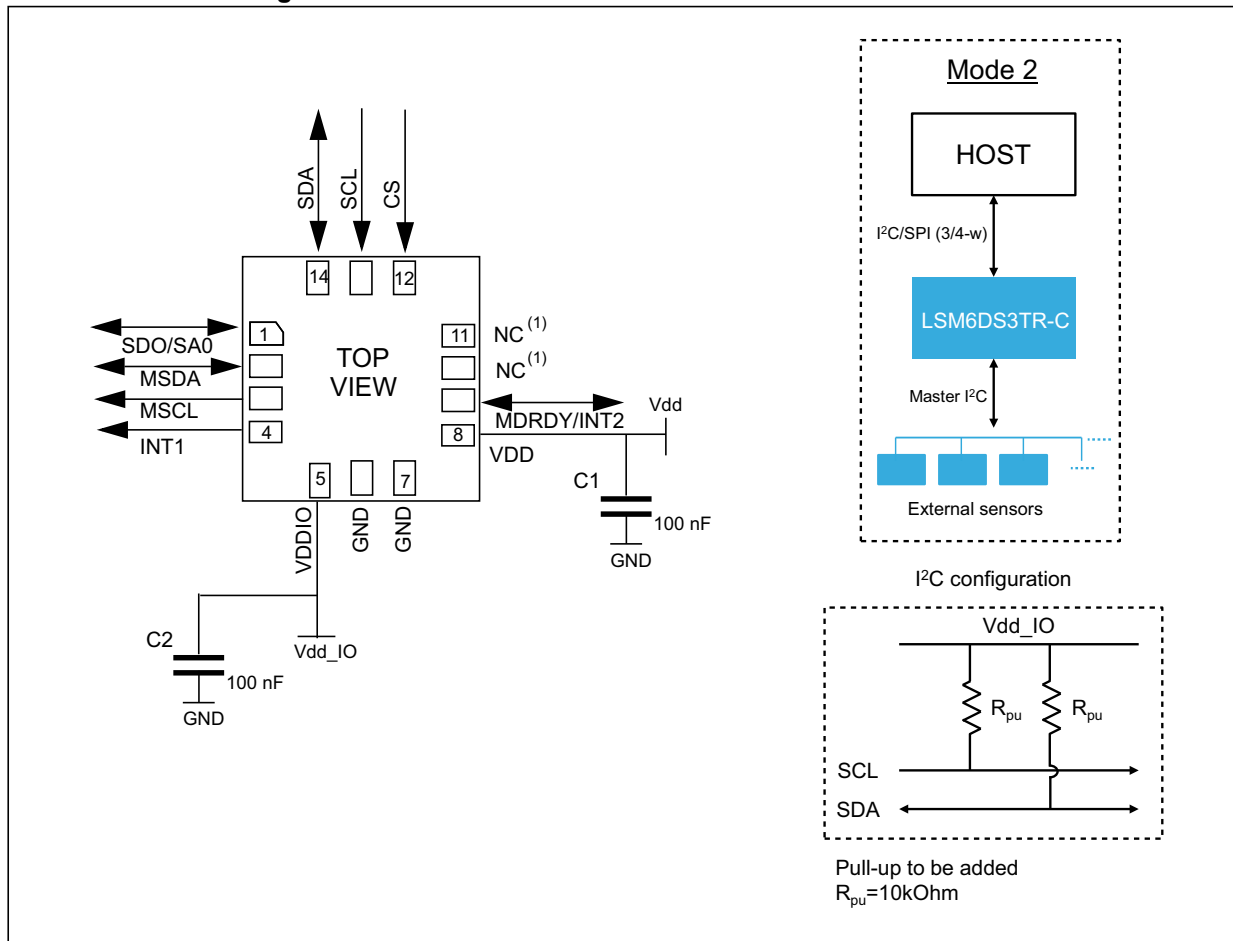 SDA
SCL
CS
14
12
1
11
NC(1)
SDO/SA0
TOP
VIEW
NC(1)
MSDA
MSCL
MDRDY/INT2
Vdd
4
8
INT1
VDD
5
7
C1
100 nF
GND
VDDIO
GND
GND
C2
Vdd_IO
100 nF
GND
Mode 2
HOST
I²C/SPI (3/4-w)
LSM6DS3TR-C
Master I²C
External sensors
I²C configuration
Vdd_IO
Rpu
Rpu
SCL
SDA
Pull-up to be added
Rpu=10kOhm